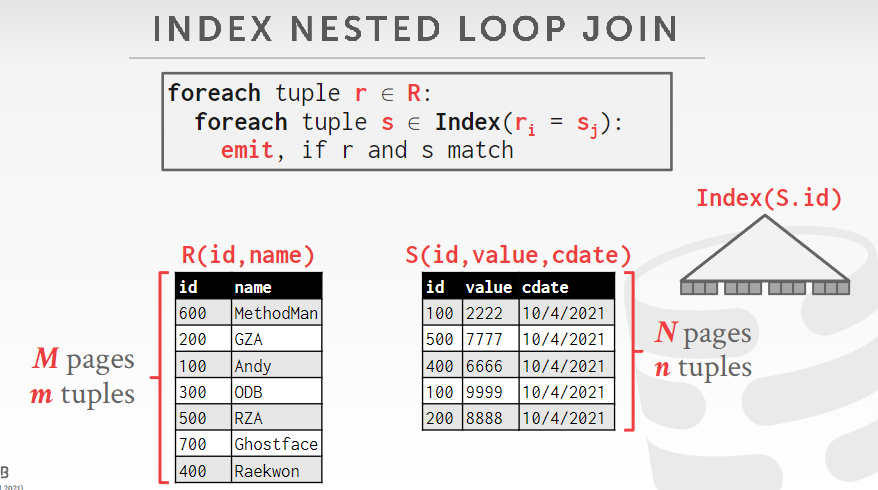 INDEX NESTED LOOP JOIN
foreach tuple r ∈ R:
foreach tuple s ∈ Index(ri = sj):
emit, if r and s match
Index(S.id)
R(id,name)
id name
600 MethodMan
200 GZA
100 Andy
300 ODB
500 RZA
700 Ghostface
400 Raekwon
M pages
m tuples
S(id,value,cdate)
id value cdate
100 2222 10/4/2021
500 7777 10/4/2021
400 6666 10/4/2021
100 9999 10/4/2021
200 8888 10/4/2021
N pages
n tuples
B
2021)